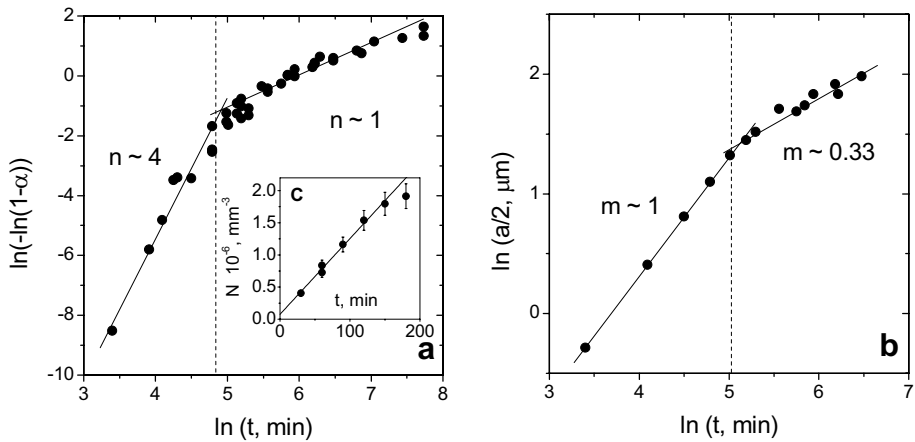 ln(-ln(1-α))
2
0
-2
-4
-6
-8
-10
n ~ 4
n ~ 1
a
3 4 5 6 7 8
ln (t, min)
c
N 10⁻⁶, mm⁻³
2.0
1.5
1.0
0.5
0.0
t, min
0 100 200
ln (a/2, μm)
2
1
0
m ~ 1
m ~ 0.33
b
3 4 5 6 7
ln (t, min)